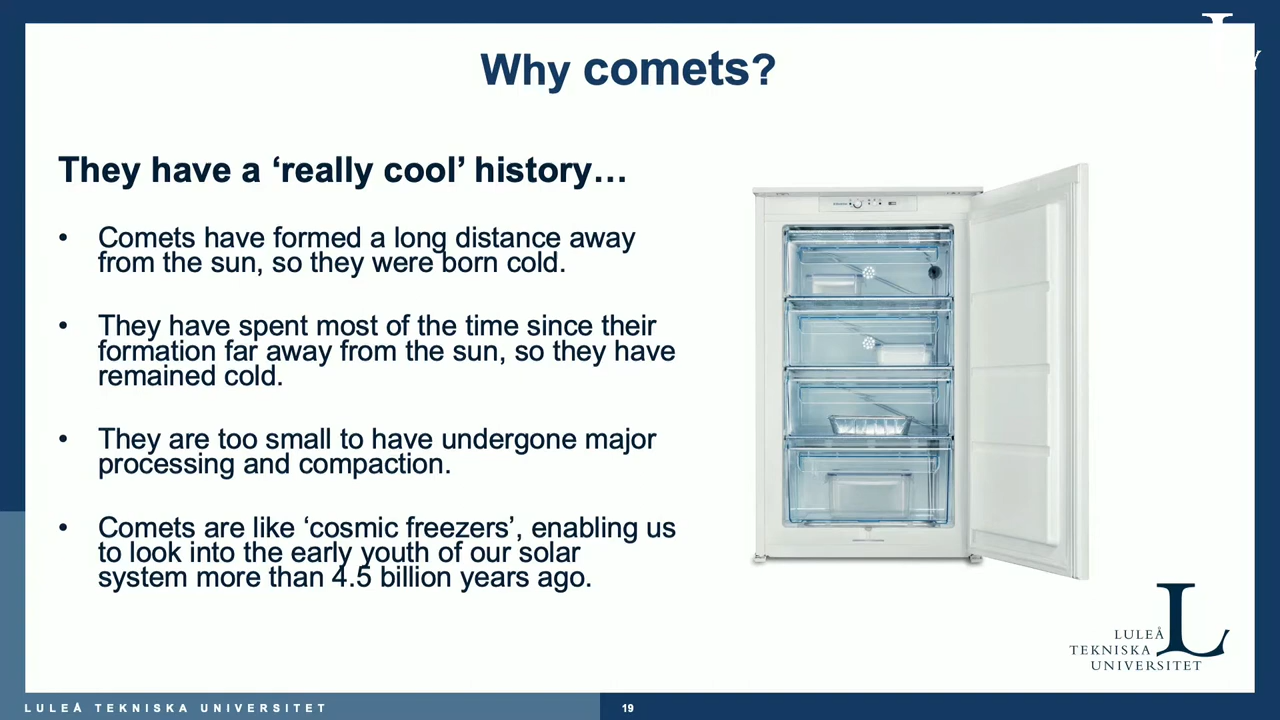 Why comets?
They have a ‘really cool’ history…
• Comets have formed a long distance away
from the sun, so they were born cold.
• They have spent most of the time since their
formation far away from the sun, so they have
remained cold.
• They are too small to have undergone major
processing and compaction.
• Comets are like ‘cosmic freezers’, enabling us
to look into the early youth of our solar
system more than 4.5 billion years ago.
L
LULEÅ
TEKNISKA
UNIVERSITET
LULEÅ TEKNISKA UNIVERSITET
19